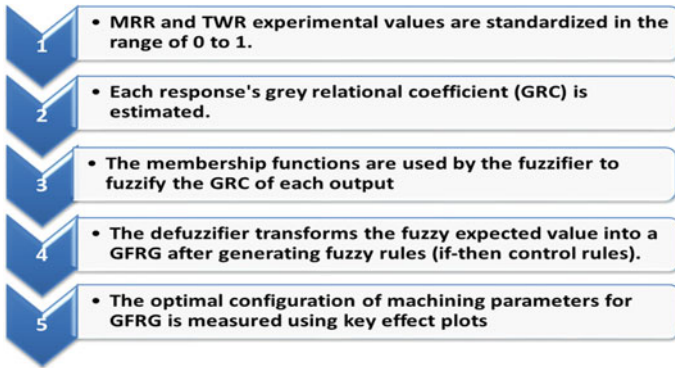 1
• MRR and TWR experimental values are standardized in the
range of 0 to 1.
2
• Each response's grey relational coefficient (GRC) is
estimated.
3
• The membership functions are used by the fuzzifier to
fuzzify the GRC of each output
4
• The defuzzifier transforms the fuzzy expected value into a
GFRG after generating fuzzy rules (if-then control rules).
5
• The optimal configuration of machining parameters for
GFRG is measured using key effect plots